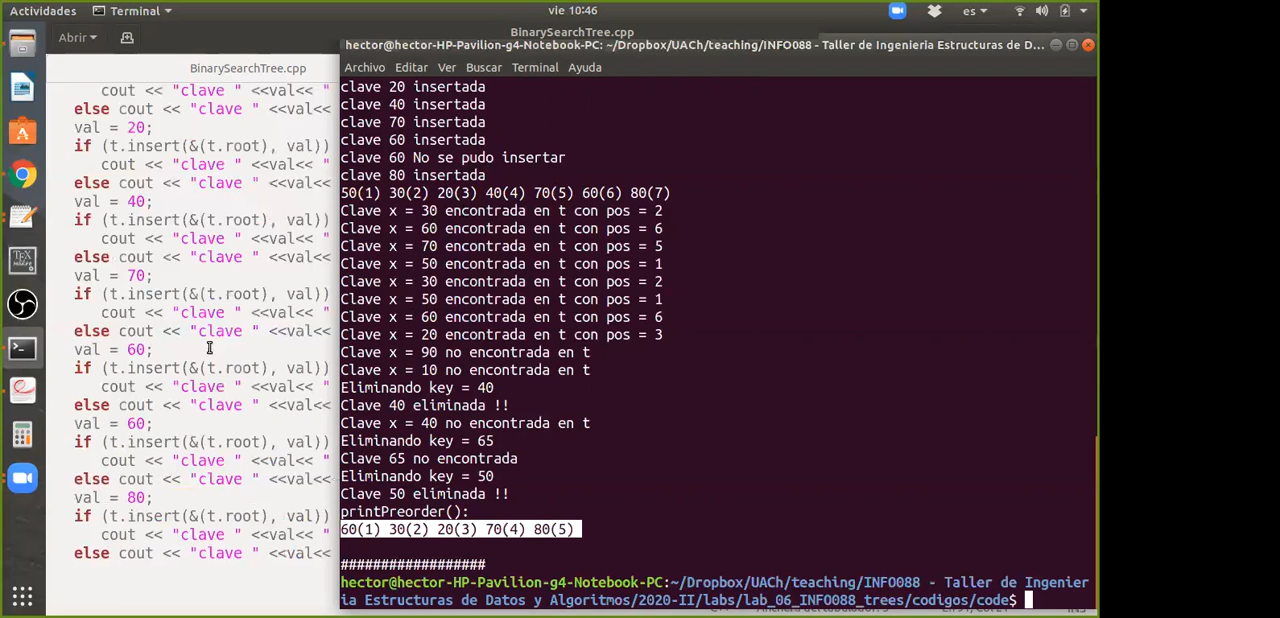 Actividades
Terminal
vie 10:46
es
Abrir
BinarySearchTree.cpp
BinarySearchTree.cpp
cout << "clave " <<val<< "
else cout << "clave " <<val<<
val = 20;
if (t.insert(&(t.root), val))
cout << "clave " <<val<< "
else cout << "clave " <<val<<
val = 40;
if (t.insert(&(t.root), val))
cout << "clave " <<val<< "
else cout << "clave " <<val<<
val = 70;
if (t.insert(&(t.root), val))
cout << "clave " <<val<< "
else cout << "clave " <<val<<
val = 60;
if (t.insert(&(t.root), val))
cout << "clave " <<val<< "
else cout << "clave " <<val<<
val = 60;
if (t.insert(&(t.root), val))
cout << "clave " <<val<< "
else cout << "clave " <<val<<
val = 80;
if (t.insert(&(t.root), val))
cout << "clave " <<val<< "
else cout << "clave " <<val<<
hector@hector-HP-Pavilion-g4-Notebook-PC: ~/Dropbox/UACh/teaching/INFO088 - Taller de Ingenieria Estructuras de D...
Archivo Editar Ver Buscar Terminal Ayuda
clave 20 insertada
clave 40 insertada
clave 70 insertada
clave 60 insertada
clave 60 No se pudo insertar
clave 80 insertada
50(1) 30(2) 20(3) 40(4) 70(5) 60(6) 80(7)
Clave x = 30 encontrada en t con pos = 2
Clave x = 60 encontrada en t con pos = 6
Clave x = 70 encontrada en t con pos = 5
Clave x = 50 encontrada en t con pos = 1
Clave x = 30 encontrada en t con pos = 2
Clave x = 50 encontrada en t con pos = 1
Clave x = 60 encontrada en t con pos = 6
Clave x = 20 encontrada en t con pos = 3
Clave x = 90 no encontrada en t
Clave x = 10 no encontrada en t
Eliminando key = 40
Clave 40 eliminada !!
Clave x = 40 no encontrada en t
Eliminando key = 65
Clave 65 no encontrada
Eliminando key = 50
Clave 50 eliminada !!
printPreorder():
60(1) 30(2) 20(3) 70(4) 80(5)
##################
hector@hector-HP-Pavilion-g4-Notebook-PC:~/Dropbox/UACh/teaching/INFO088 - Taller de Ingenier
ia Estructuras de Datos y Algoritmos/2020-II/labs/lab_06_INFO088_trees/codigos/code$